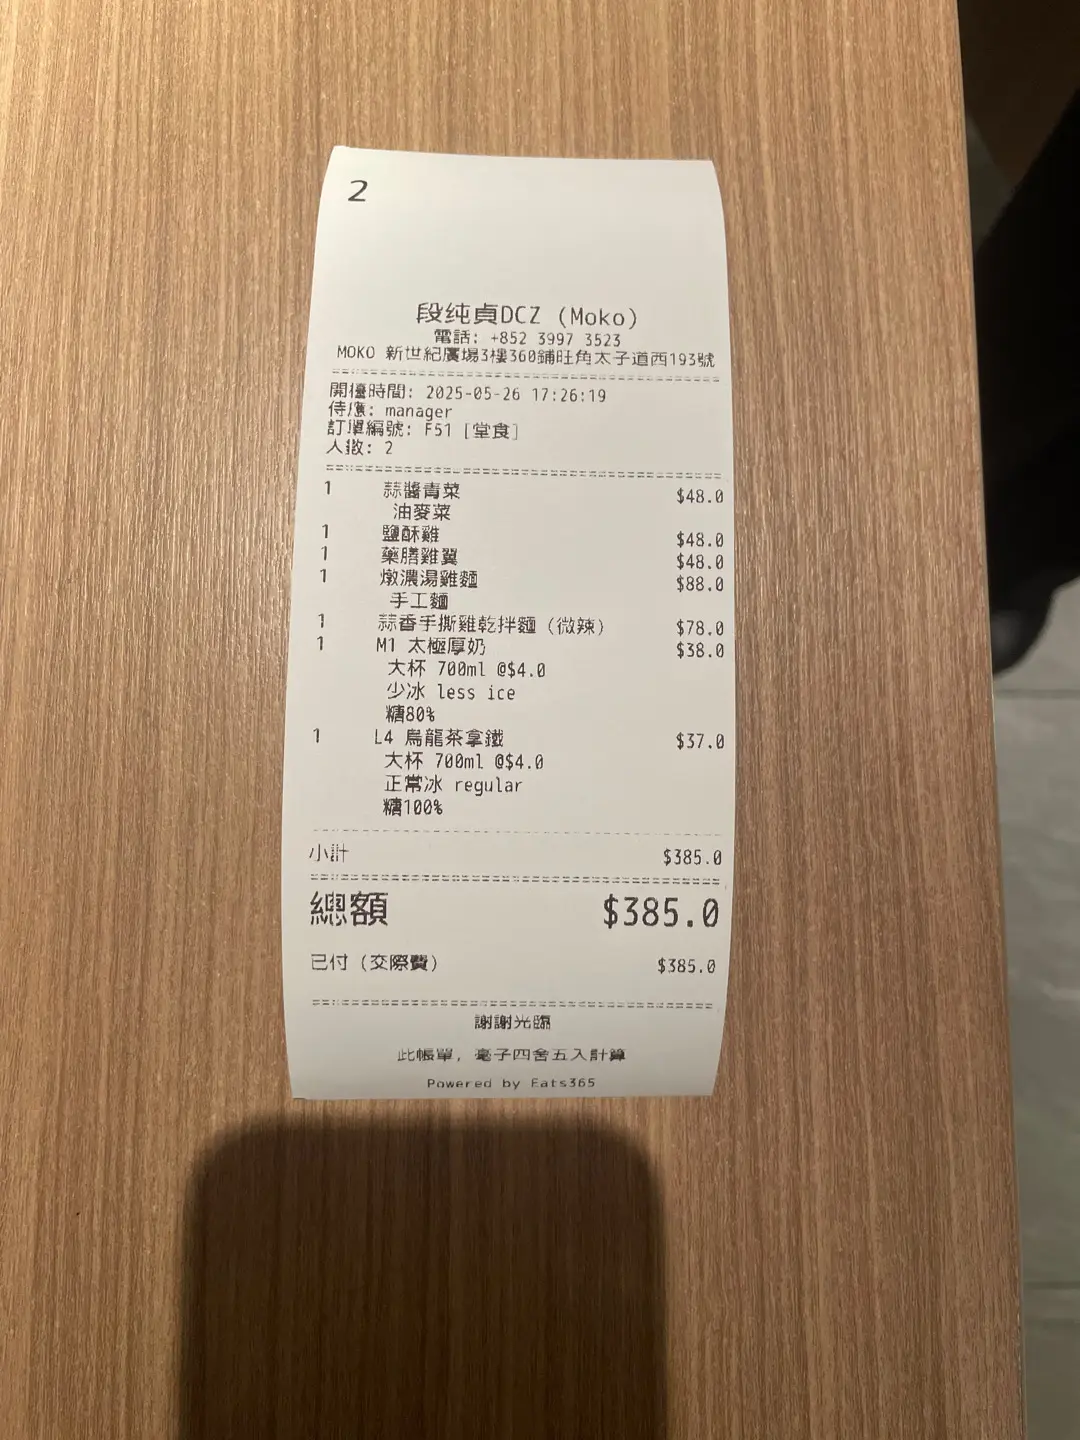 2
段纯貞DCZ (Moko)
電話: +852 3997 3523
MOKO 新世紀廣場3樓360鋪旺角太子道西193號
開檯時間: 2025-05-26 17:26:19
侍應: manager
訂單編號: F51 [堂食]
人數: 2
1 蒜醬青菜 $48.0
油麥菜
1 鹽酥雞 $48.0
1 藥膳雞翼 $48.0
1 燉濃湯雞麵 $88.0
手工麵
1 蒜香手撕雞乾拌麵 (微辣) $78.0
1 M1 太極厚奶 $38.0
大杯 700ml @$4.0
少冰 less ice
糖80%
1 L4 烏龍茶拿鐵 $37.0
大杯 700ml @$4.0
正常冰 regular
糖100%
小計 $385.0
總額 $385.0
已付 (交際費) $385.0
謝謝光臨
此帳單, 毫子四舍五入計算
Powered by Eats365